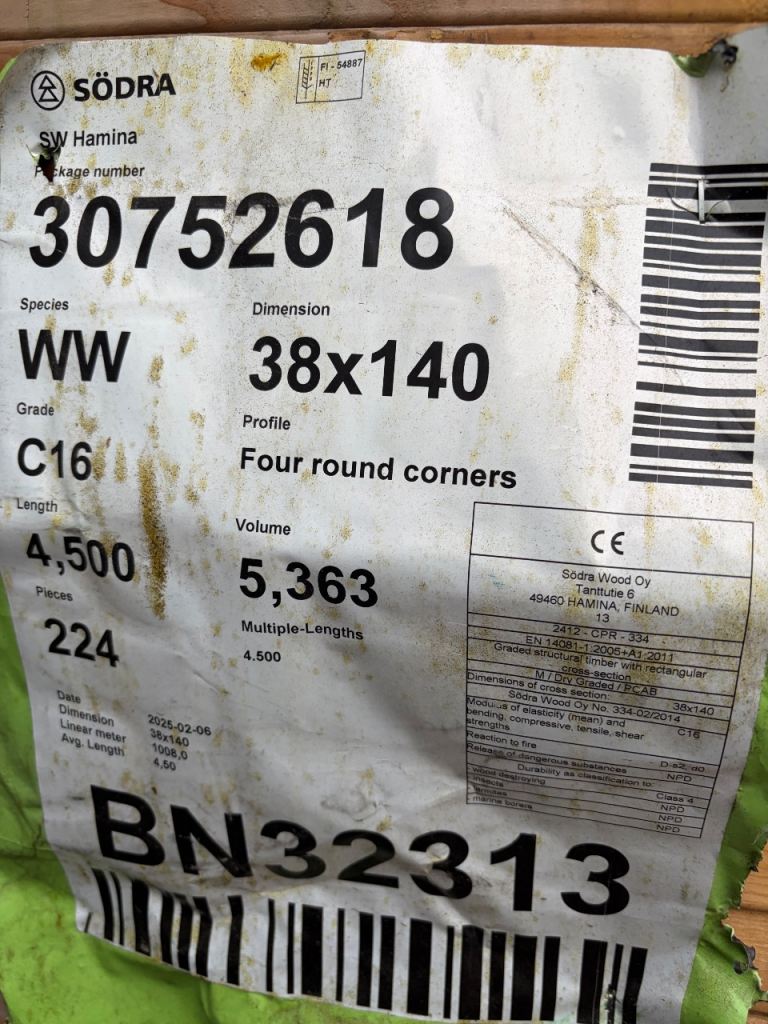 SÖDRA
FI - 54887
HT
SW Hamina
Package number
30752618
Species
Dimension
WW
38x140
Grade
Profile
C16
Four round corners
Length
Volume
4,500
5,363
Pieces
Multiple-Lengths
224
4.500
Date 2025-02-06
Dimension 38x140
Linear meter 1008,0
Avg. Length 4,50
CE
Södra Wood Oy
Tanttutie 6
49460 HAMINA, FINLAND
13
2412 - CPR - 334
EN 14081-1:2005+A1:2011
Graded structural timber with rectangular
cross-section
M / Dry Graded / PCAB
Dimensions of cross section: 38x140
Södra Wood Oy No. 334-02/2014
Modulus of elasticity (mean) and
bending, compressive, tensile, shear
strengths C16
Reaction to fire D-s2, d0
Release of dangerous substances NPD
Durability as classification to:
wood destroying Class 4
insects NPD
termites NPD
marine borers NPD
BN32313